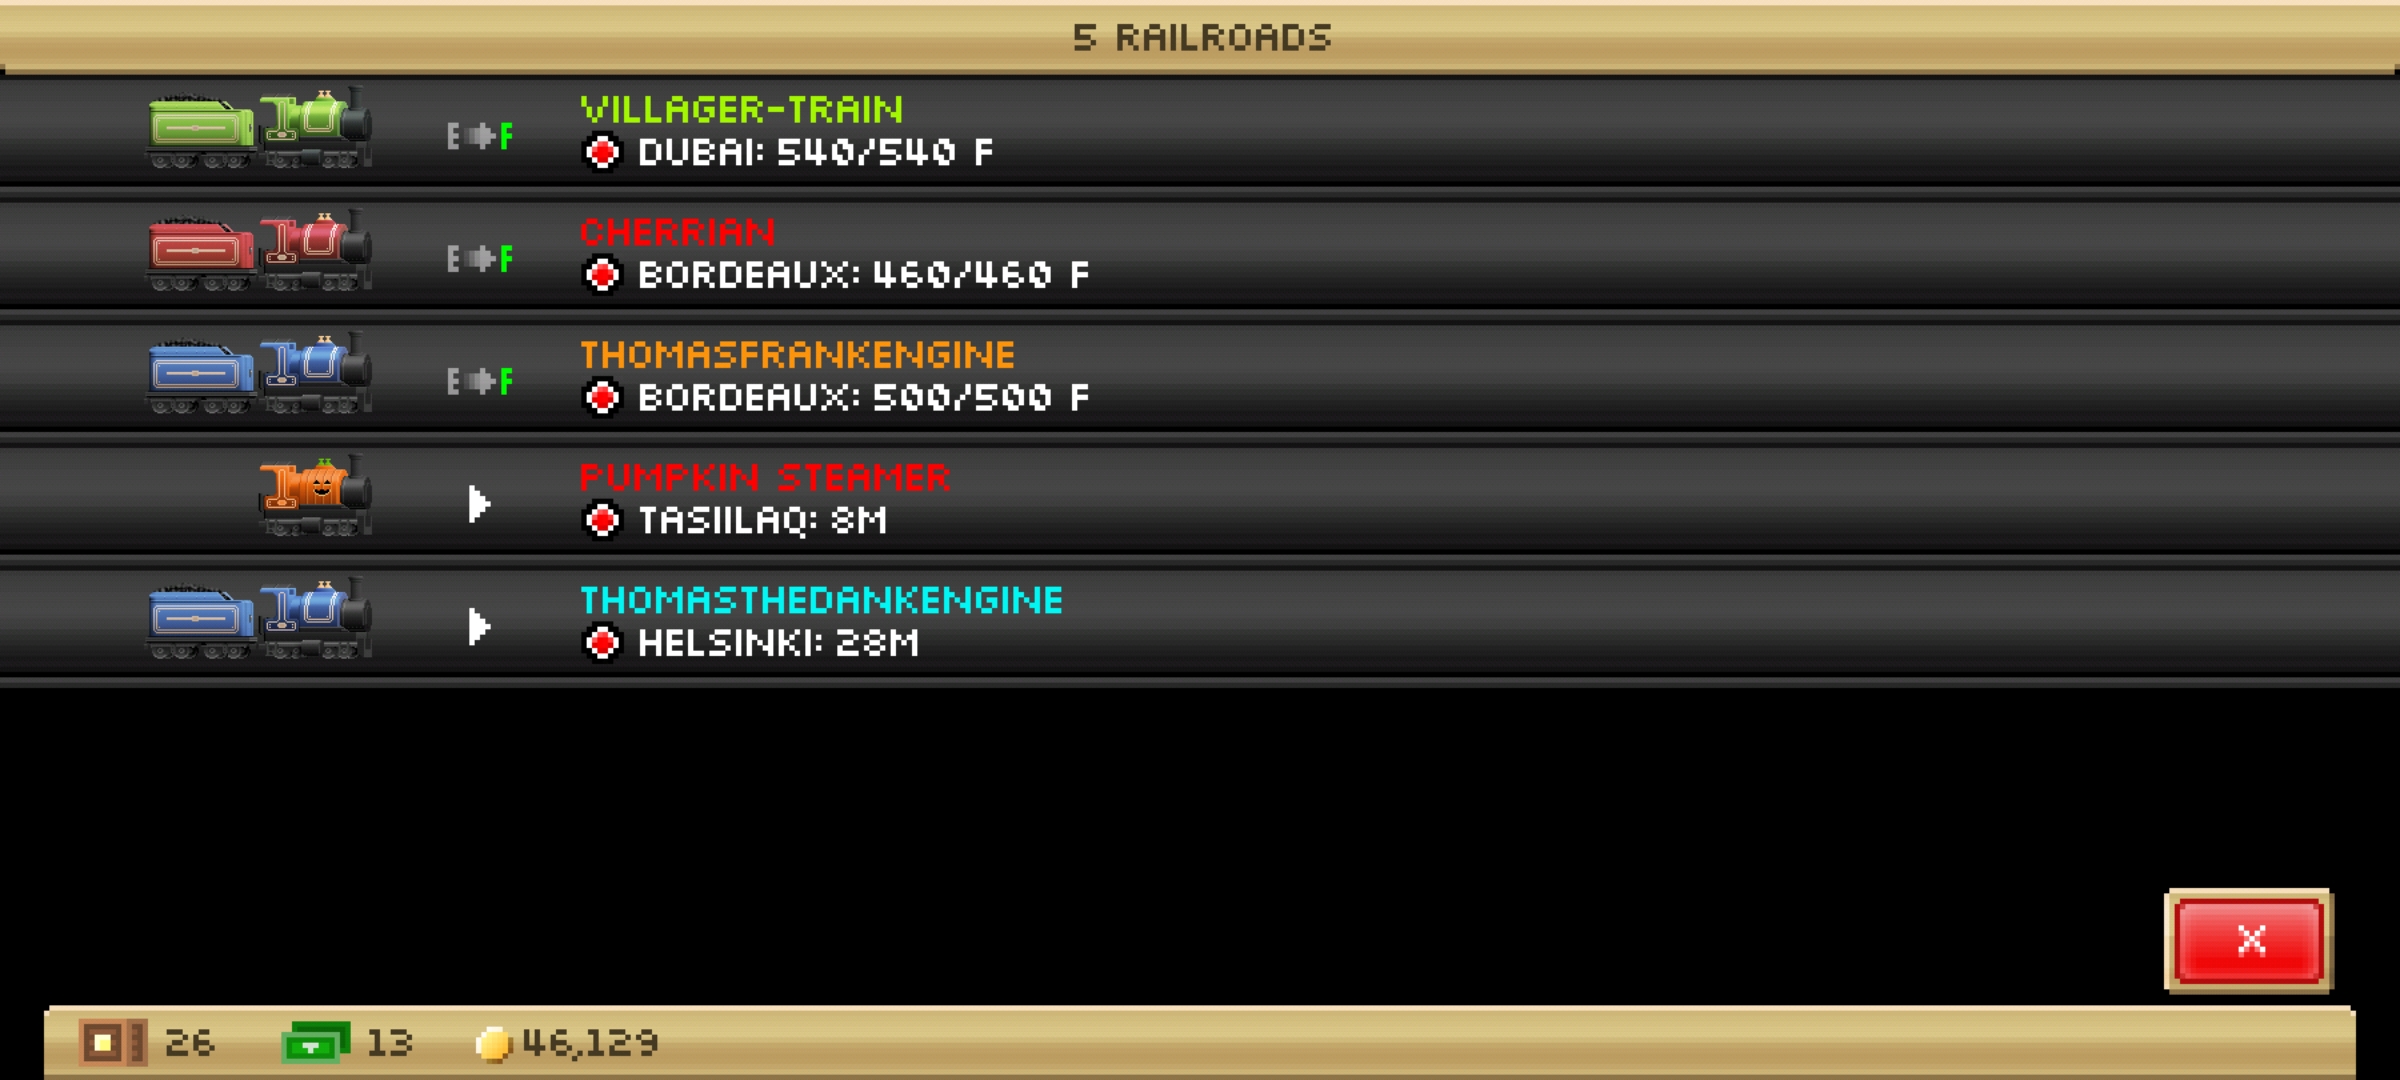 5 RAILROADS
VILLAGER-TRAIN
E F
DUBAI: 540/540 F
CHERRIAN
E F
BORDEAUX: 460/460 F
THOMASFRANKENGINE
E F
BORDEAUX: 500/500 F
PUMPKIN STEAMER
TASIILAQ: 8M
THOMASTHEDANKENGINE
HELSINKI: 28M
X
26 13 46,129